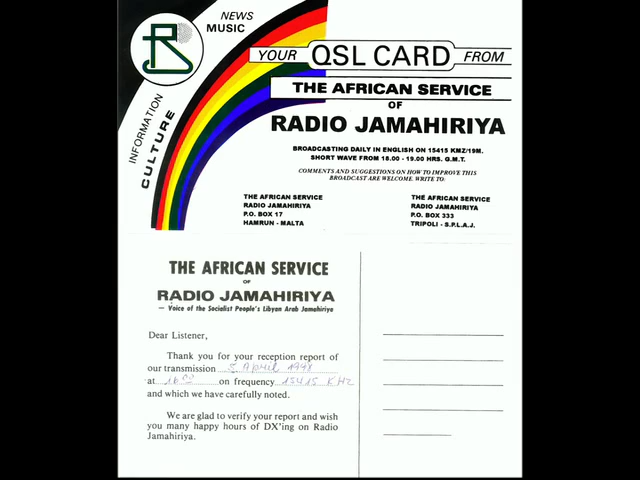 NEWS
MUSIC
INFORMATION
CULTURE
YOUR QSL CARD FROM
THE AFRICAN SERVICE
OF
RADIO JAMAHIRIYA
BROADCASTING DAILY IN ENGLISH ON 15415 KMZ/19M.
SHORT WAVE FROM 18.00 - 19.00 HRS. G.M.T.
COMMENTS AND SUGGESTIONS ON HOW TO IMPROVE THIS
BROADCAST ARE WELCOME. WRITE TO:
THE AFRICAN SERVICE
RADIO JAMAHIRIYA
P.O. BOX 17
HAMRUN - MALTA
THE AFRICAN SERVICE
RADIO JAMAHIRIYA
P.O. BOX 333
TRIPOLI - S.P.L.A.J.
THE AFRICAN SERVICE
OF
RADIO JAMAHIRIYA
— Voice of the Socialist People's Libyan Arab Jamahiriya
Dear Listener,
Thank you for your reception report of
our transmission 5 April 1998
at 16 00 on frequency 15415 KHz
and which we have carefully noted.
We are glad to verify your report and wish
you many happy hours of DX'ing on Radio
Jamahiriya.